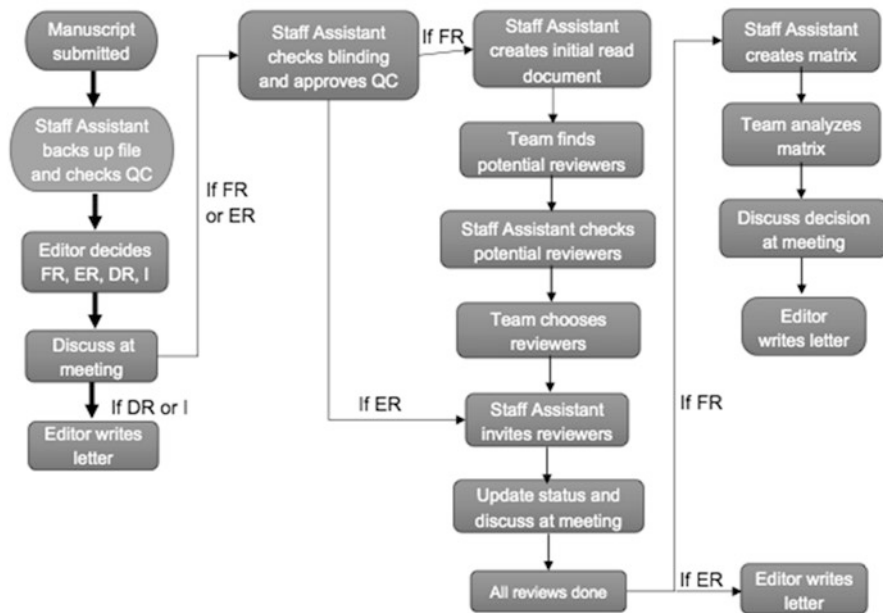 Manuscript
submitted
Staff Assistant
backs up file
and checks QC
Editor decides
FR, ER, DR, I
Discuss at
meeting
If DR or I
Editor writes
letter
If FR
or ER
Staff Assistant
checks blinding
and approves QC
If FR
If ER
Staff Assistant
creates initial read
document
Team finds
potential reviewers
Staff Assistant checks
potential reviewers
Team chooses
reviewers
Staff Assistant
invites reviewers
Update status and
discuss at meeting
All reviews done
If FR
If ER
Staff Assistant
creates matrix
Team analyzes
matrix
Discuss decision
at meeting
Editor
writes letter
Editor writes
letter